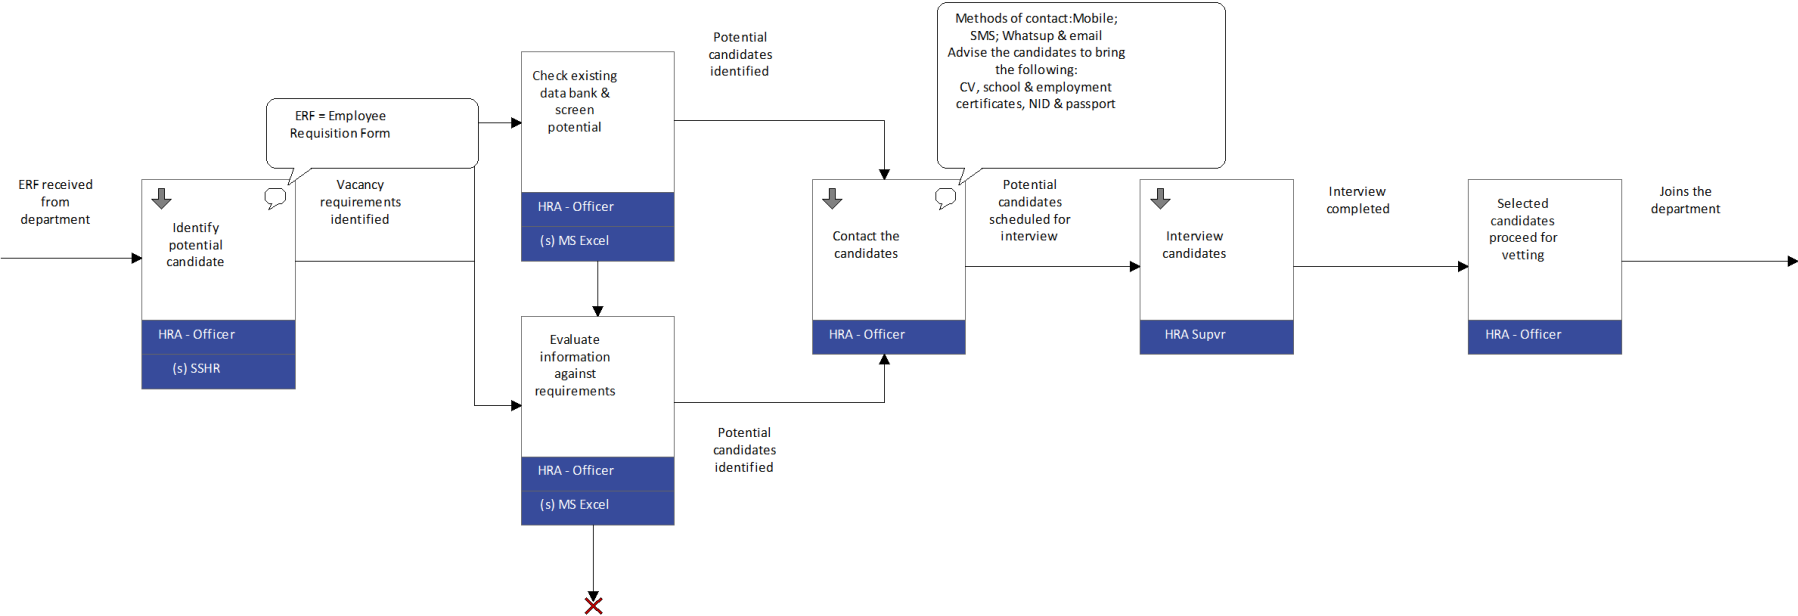 ERF received
from
department
Identify
potential
candidate
HRA - Officer
(s) SSHR
ERF = Employee
Requisition Form
Vacancy
requirements
identified
Check existing
data bank &
screen
potential
HRA - Officer
(s) MS Excel
Potential
candidates
identified
Evaluate
information
against
requirements
HRA - Officer
(s) MS Excel
Potential
candidates
identified
Methods of contact:Mobile;
SMS; Whatsup & email
Advise the candidates to bring
the following:
CV, school & employment
certificates, NID & passport
Contact the
candidates
HRA - Officer
Potential
candidates
scheduled for
interview
Interview
candidates
HRA Supvr
Interview
completed
Selected
candidates
proceed for
vetting
HRA - Officer
Joins the
department